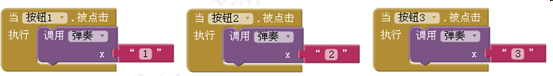 当 按钮1 .被点击
执行 调用 弹奏
x “ 1 ”
当 按钮2 .被点击
执行 调用 弹奏
x “ 2 ”
当 按钮3 .被点击
执行 调用 弹奏
x “ 3 ”